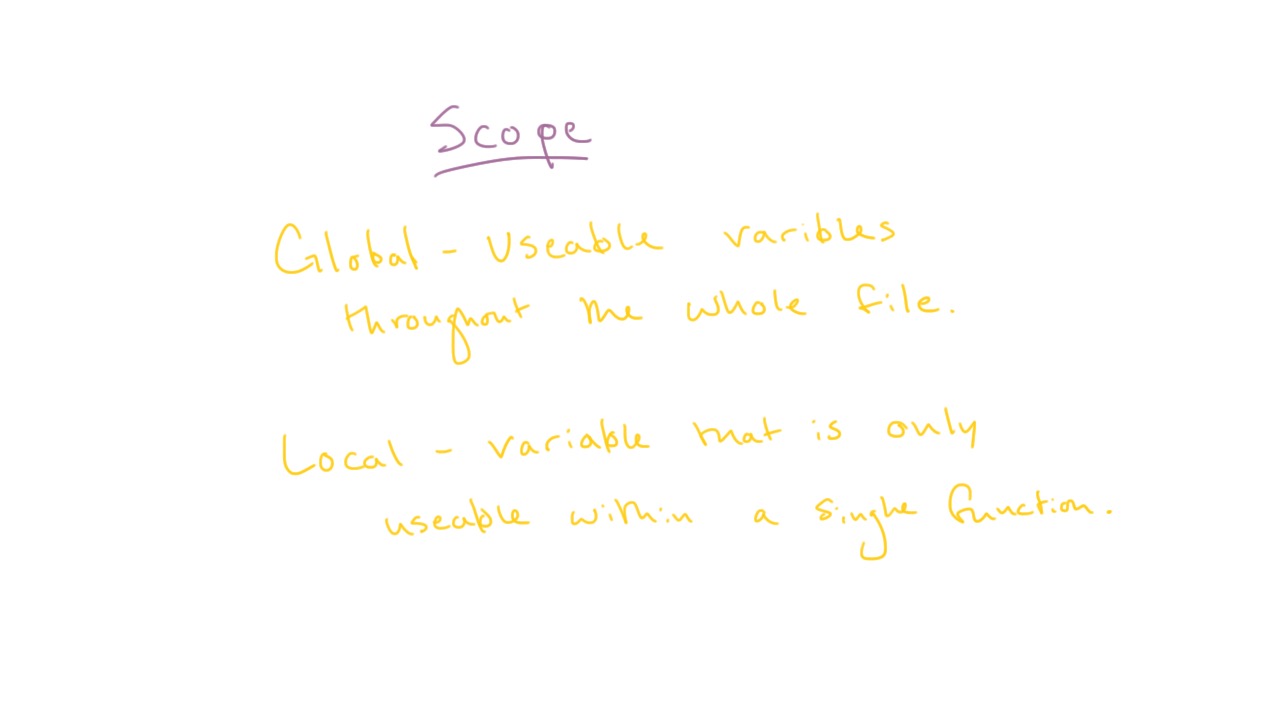 Scope
Global - Useable varibles
throughout the whole file.
Local - variable that is only
useable within a single function.